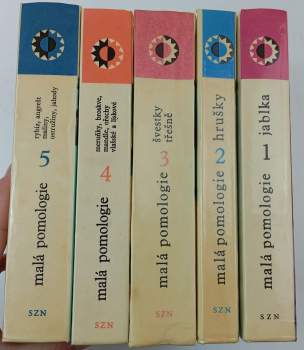 malá pomologie 5
rybíz, angrešt
maliny,
ostružiny, jahody
SZN
malá pomologie 4
meruňky, broskve,
mandle, ořechy
vlašské a lískové
SZN
malá pomologie 3
švestky
třešně
SZN
malá pomologie 2 hrušky
SZN
malá pomologie 1 jablka
SZN